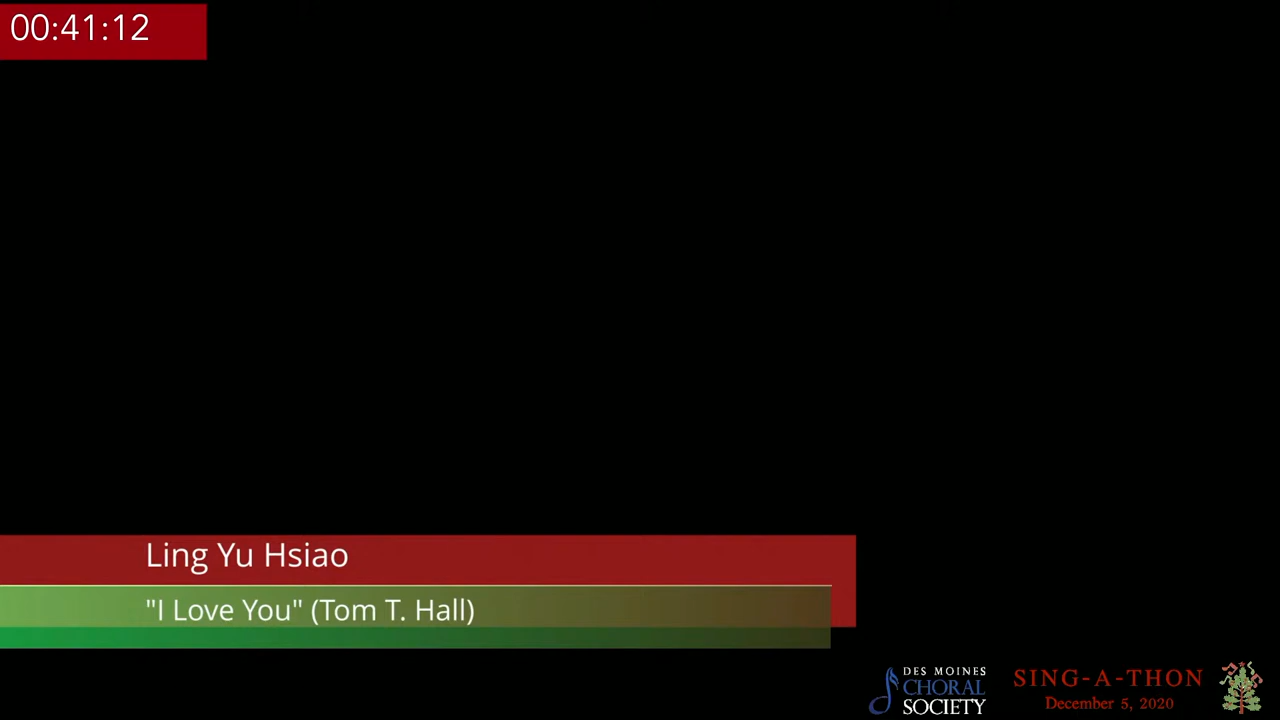 00:41:12
Ling Yu Hsiao
"I Love You" (Tom T. Hall)
DES MOINES
CHORAL
SOCIETY
SING-A-THON
December 5, 2020